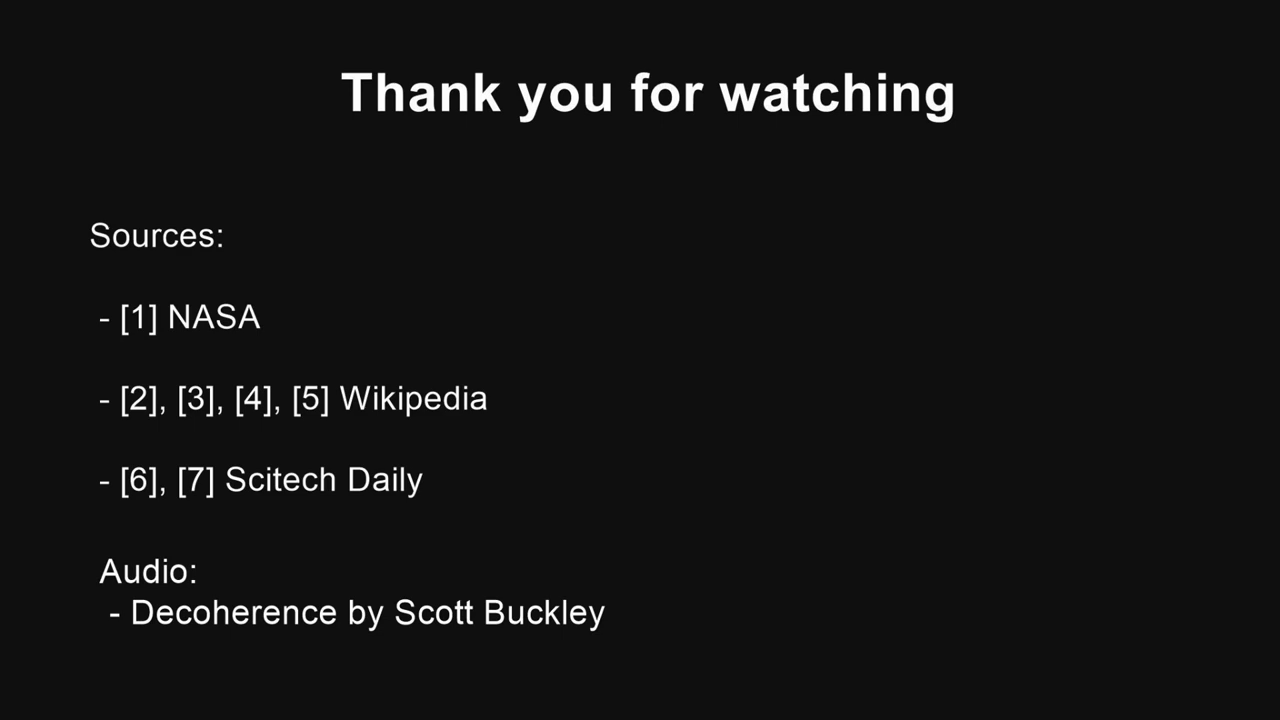 Thank you for watching
Sources:
- [1] NASA
- [2], [3], [4], [5] Wikipedia
- [6], [7] Scitech Daily
Audio:
- Decoherence by Scott Buckley